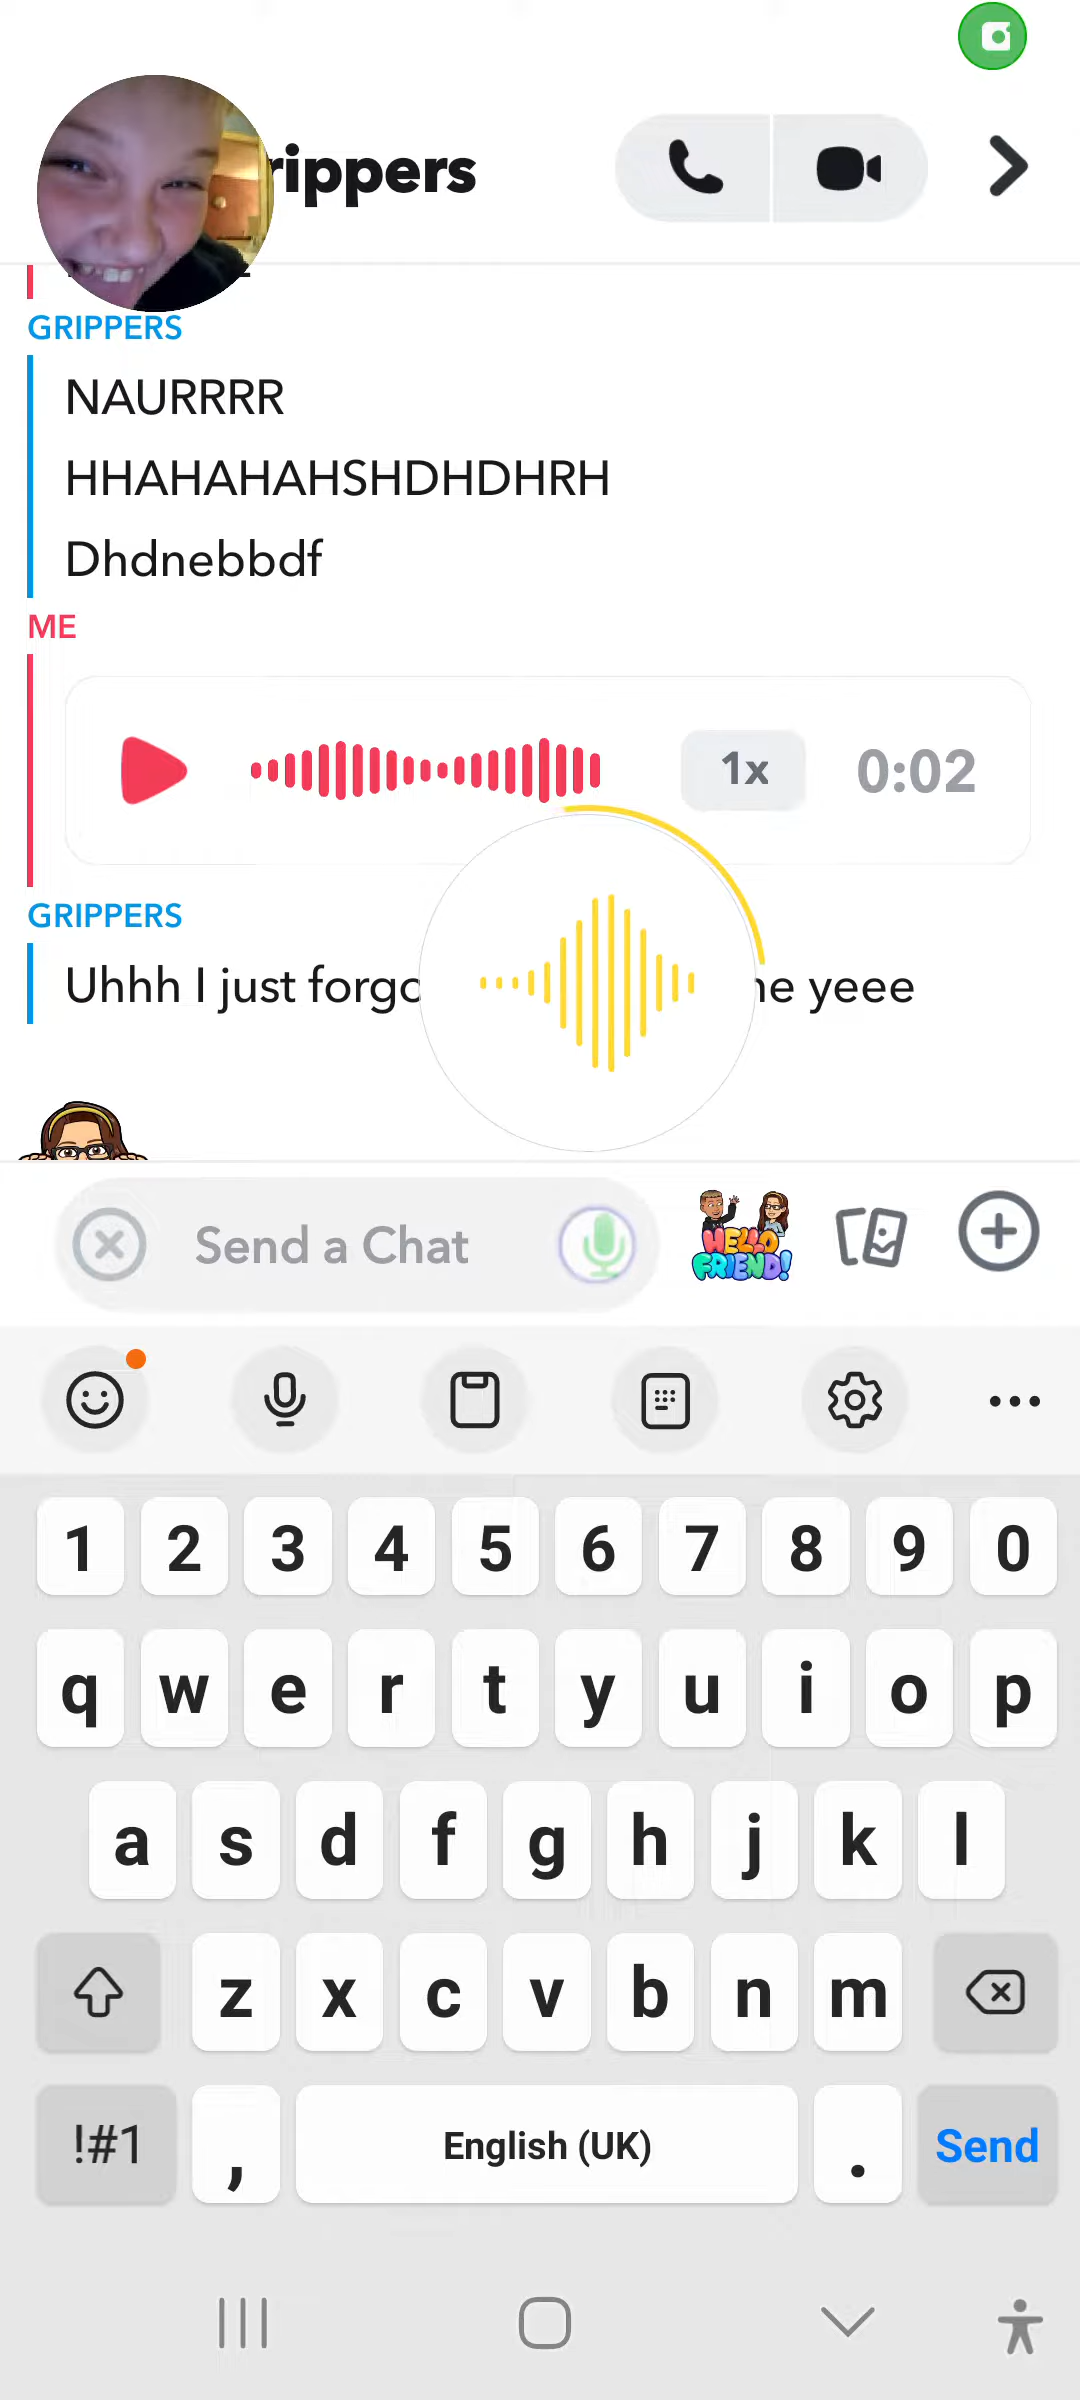 rippers
GRIPPERS
NAURRRR
HHAHAHAHSHDHDHRH
Dhdnebbdf
ME
1x 0:02
GRIPPERS
Uhhh I just yeee
Send a Chat
HELLO
FRIEND!
1 2 3 4 5 6 7 8 9 0
q w e r t y u i o p
a s d f g h j k l
z x c v b n m
!#1 , English (UK) . Send